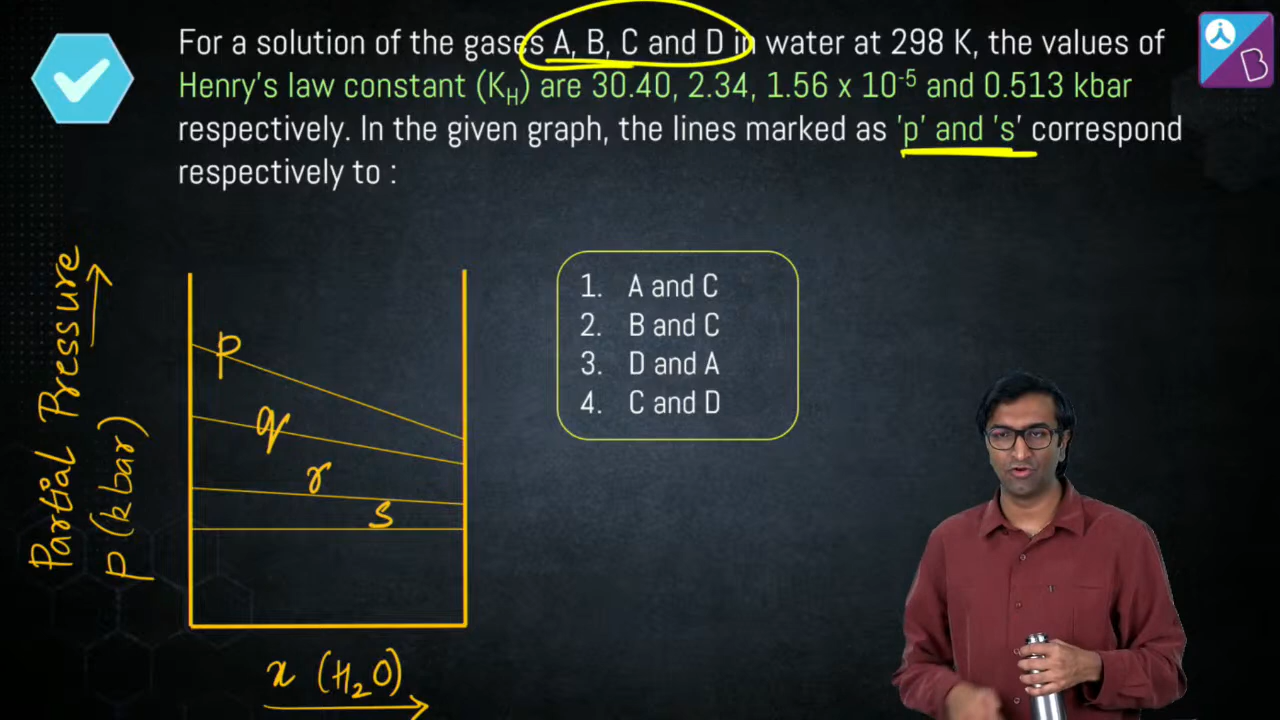 For a solution of the gases A, B, C and D in water at 298 K, the values of
Henry's law constant (K_H) are 30.40, 2.34, 1.56 x 10⁻⁵ and 0.513 kbar
respectively. In the given graph, the lines marked as 'p' and 's' correspond
respectively to :
1. A and C
2. B and C
3. D and A
4. C and D
Partial Pressure
P (kbar)
p
q
r
s
x (H₂O)
B